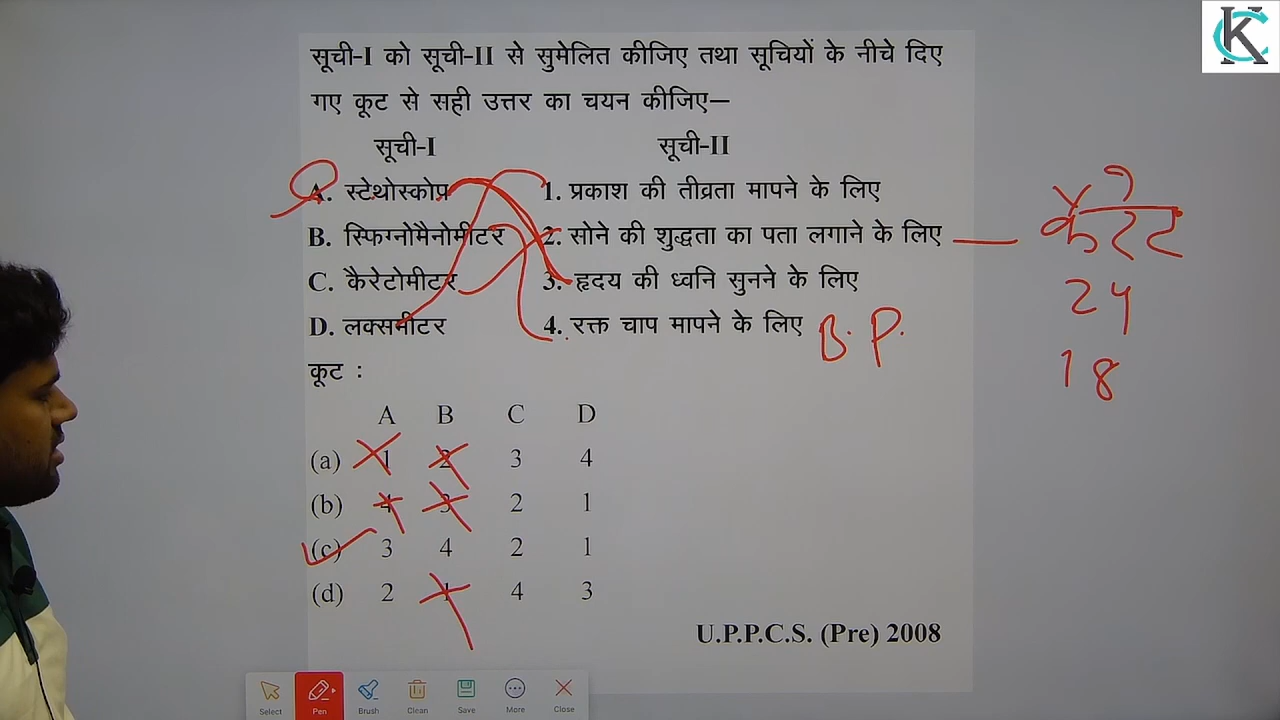 सूची-I को सूची-II से सुमेलित कीजिए तथा सूचियों के नीचे दिए
गए कूट से सही उत्तर का चयन कीजिए–
सूची-I सूची-II
A. स्टेथोस्कोप 1. प्रकाश की तीव्रता मापने के लिए
B. स्फिग्नोमैनोमीटर 2. सोने की शुद्धता का पता लगाने के लिए
C. कैरेटोमीटर 3. हृदय की ध्वनि सुनने के लिए
D. लक्समीटर 4. रक्त चाप मापने के लिए B.P.
कूट :
A B C D
(a) 1 2 3 4
(b) 4 3 2 1
(c) 3 4 2 1
(d) 2 1 4 3
U.P.P.C.S. (Pre) 2008
कैरेट
24
18
KC
Select Pen Brush Clean Save More Close